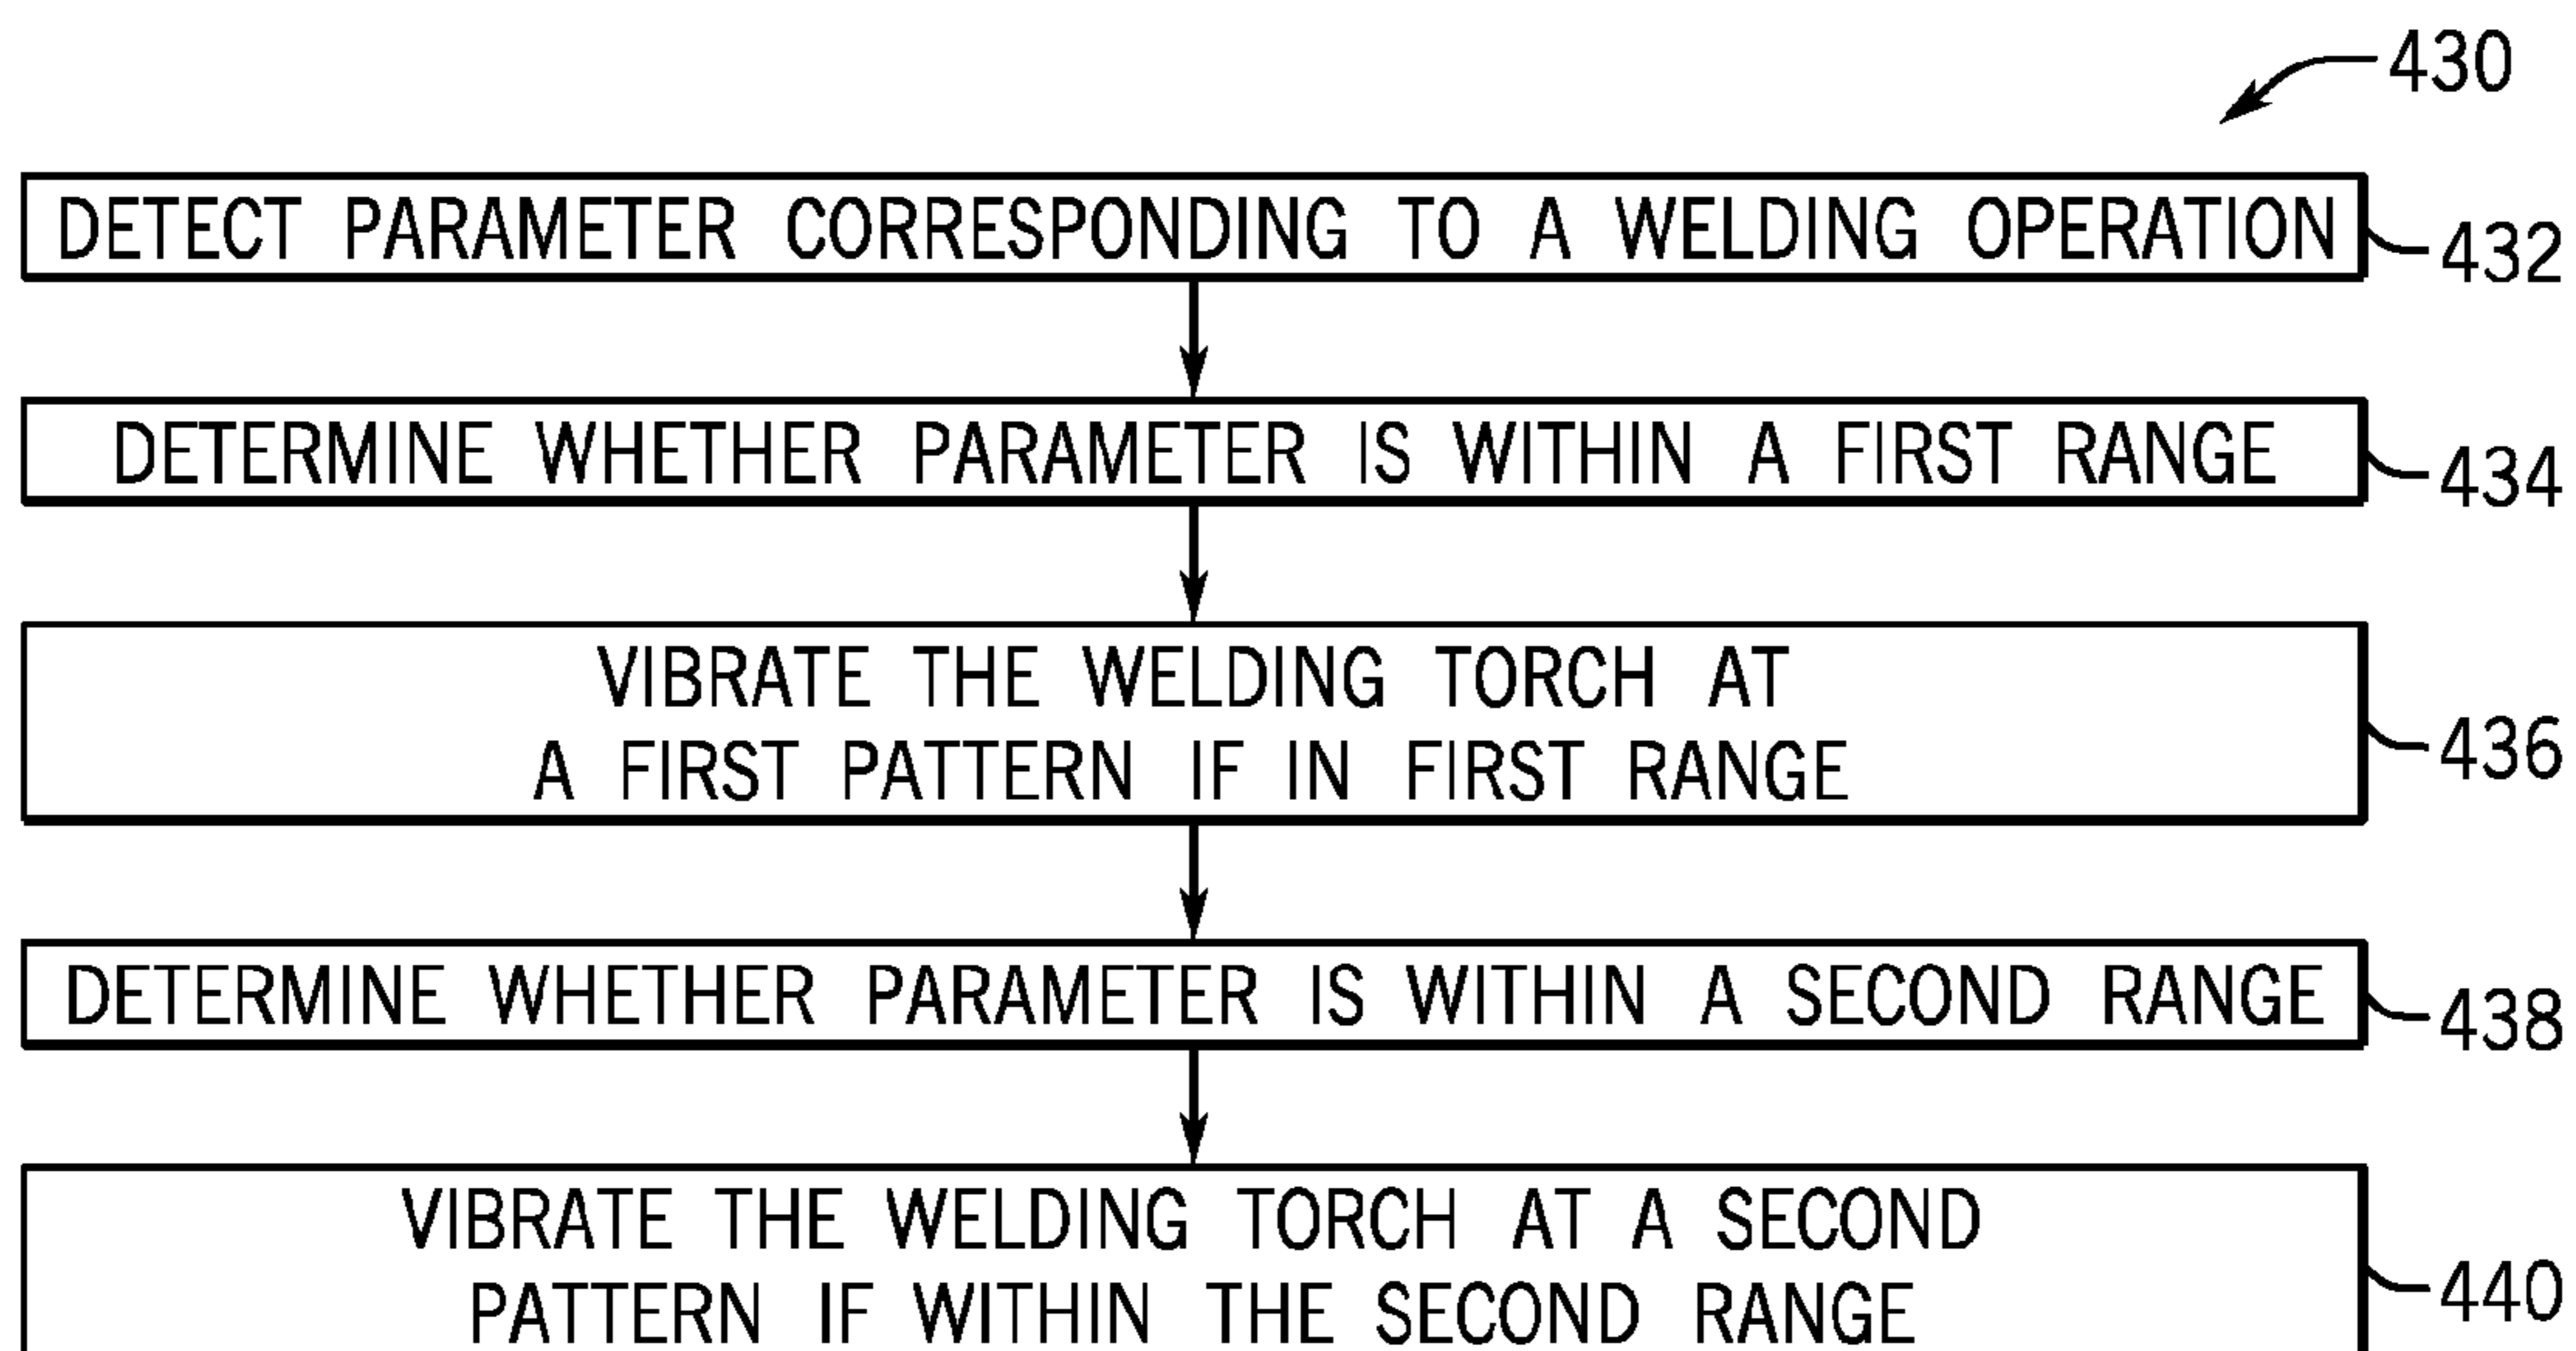 430
DETECT PARAMETER CORRESPONDING TO A WELDING OPERATION
432
DETERMINE WHETHER PARAMETER IS WITHIN A FIRST RANGE
434
VIBRATE THE WELDING TORCH AT
A FIRST PATTERN IF IN FIRST RANGE
436
DETERMINE WHETHER PARAMETER IS WITHIN A SECOND RANGE
438
VIBRATE THE WELDING TORCH AT A SECOND
PATTERN IF WITHIN THE SECOND RANGE
440